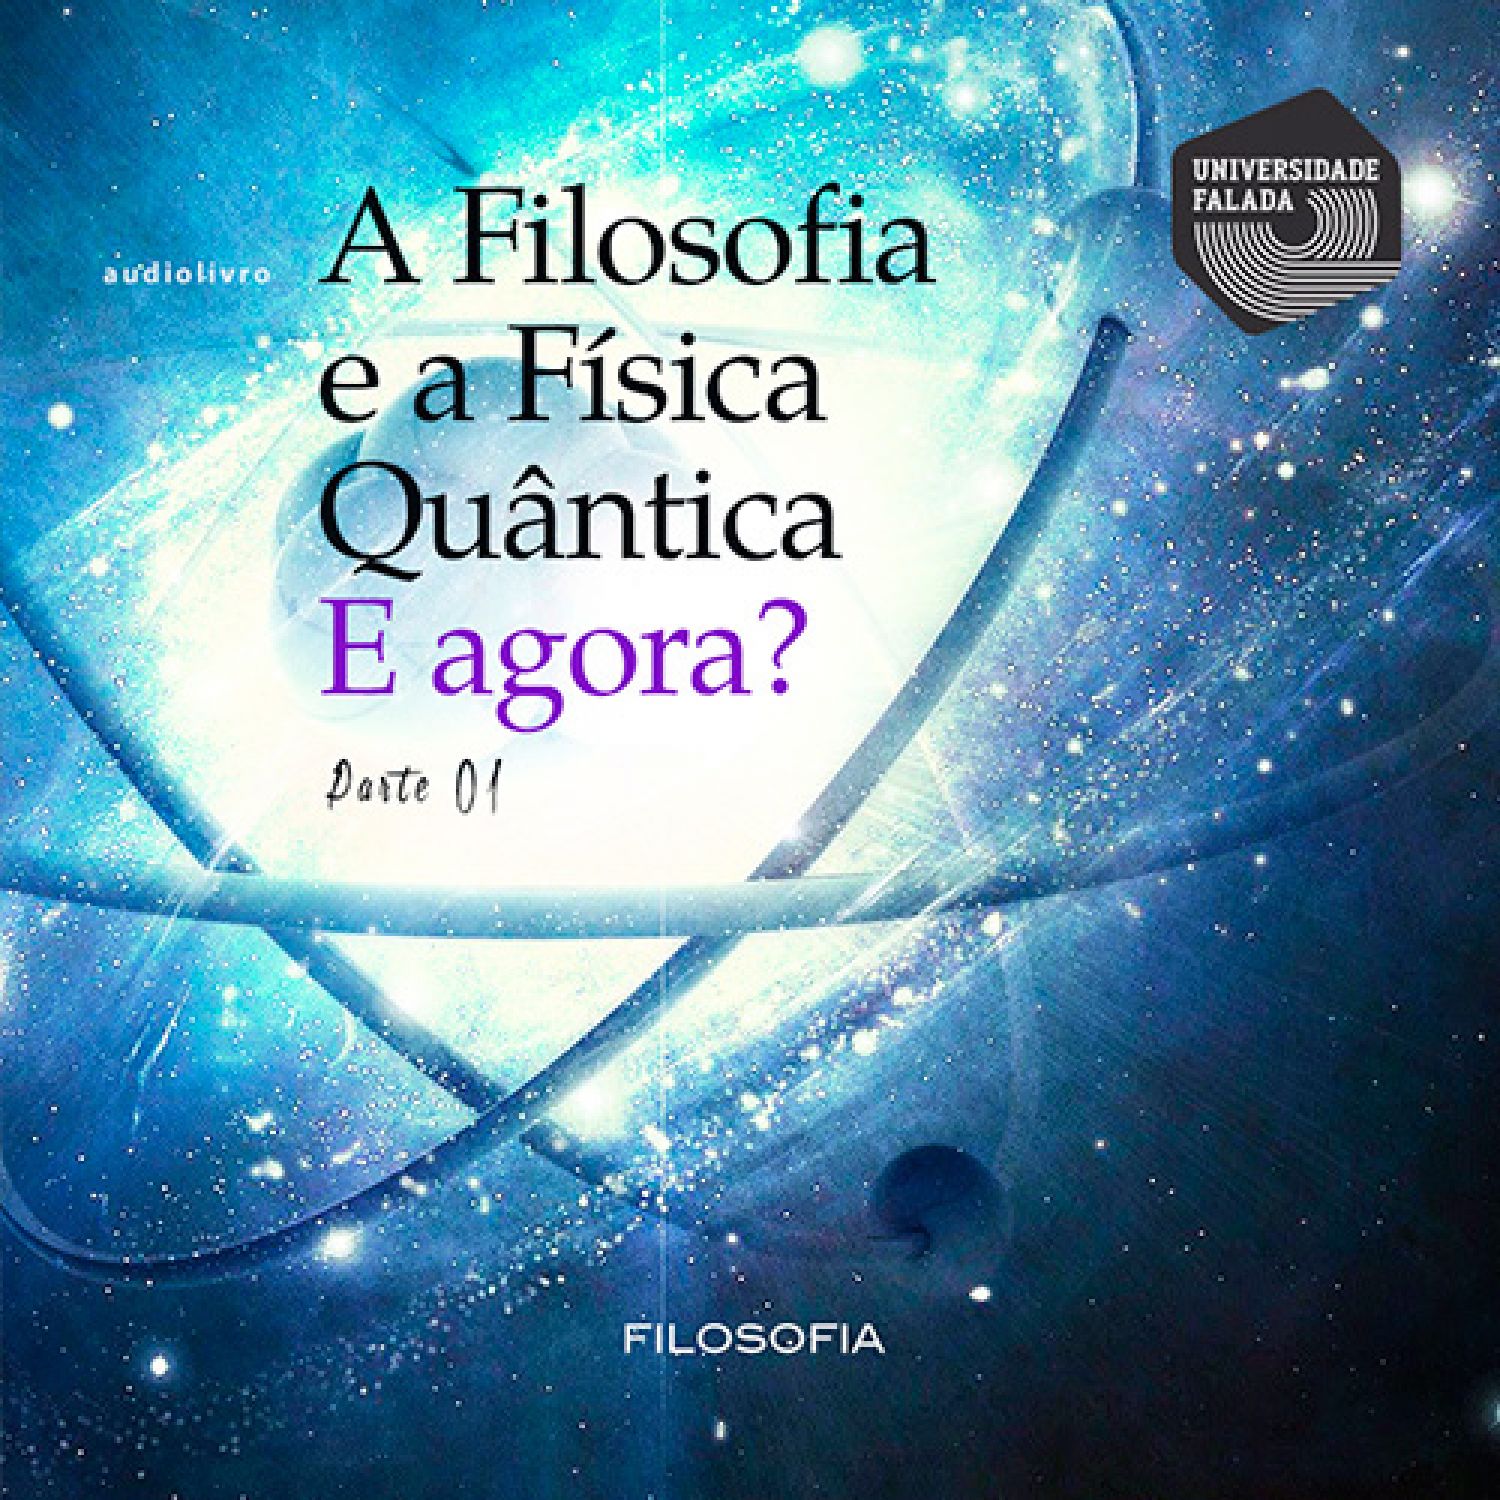 UNIVERSIDADE
FALADA
audiolivro
A Filosofia
e a Física
Quântica
E agora?
Parte 01
FILOSOFIA